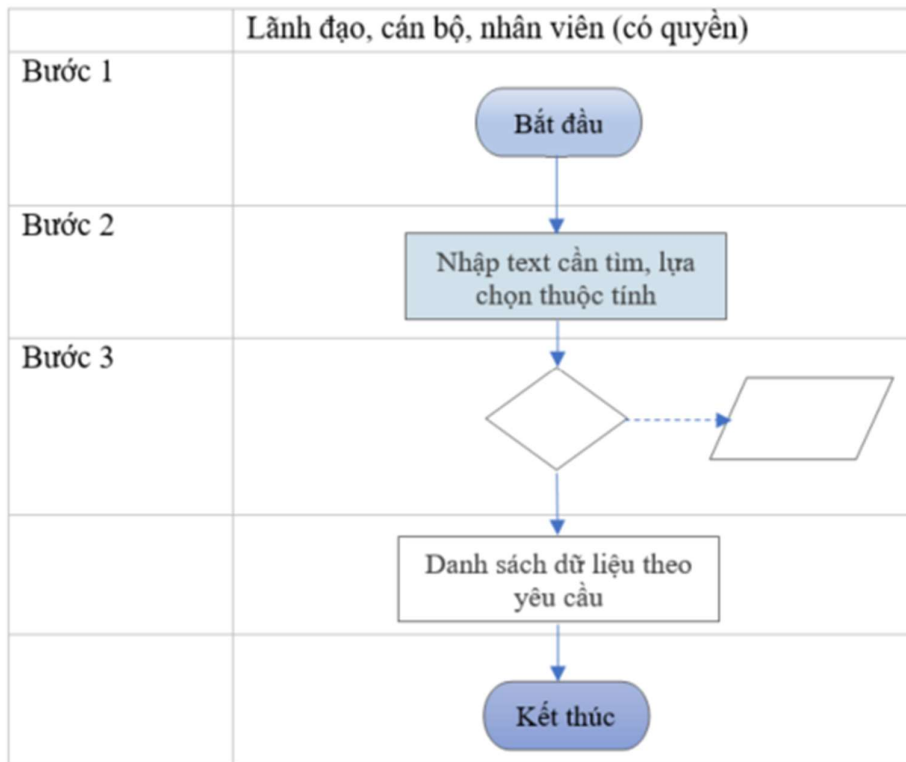 Lãnh đạo, cán bộ, nhân viên (có quyền)
Bước 1
Bắt đầu
Bước 2
Nhập text cần tìm, lựa
chọn thuộc tính
Bước 3
Danh sách dữ liệu theo
yêu cầu
Kết thúc